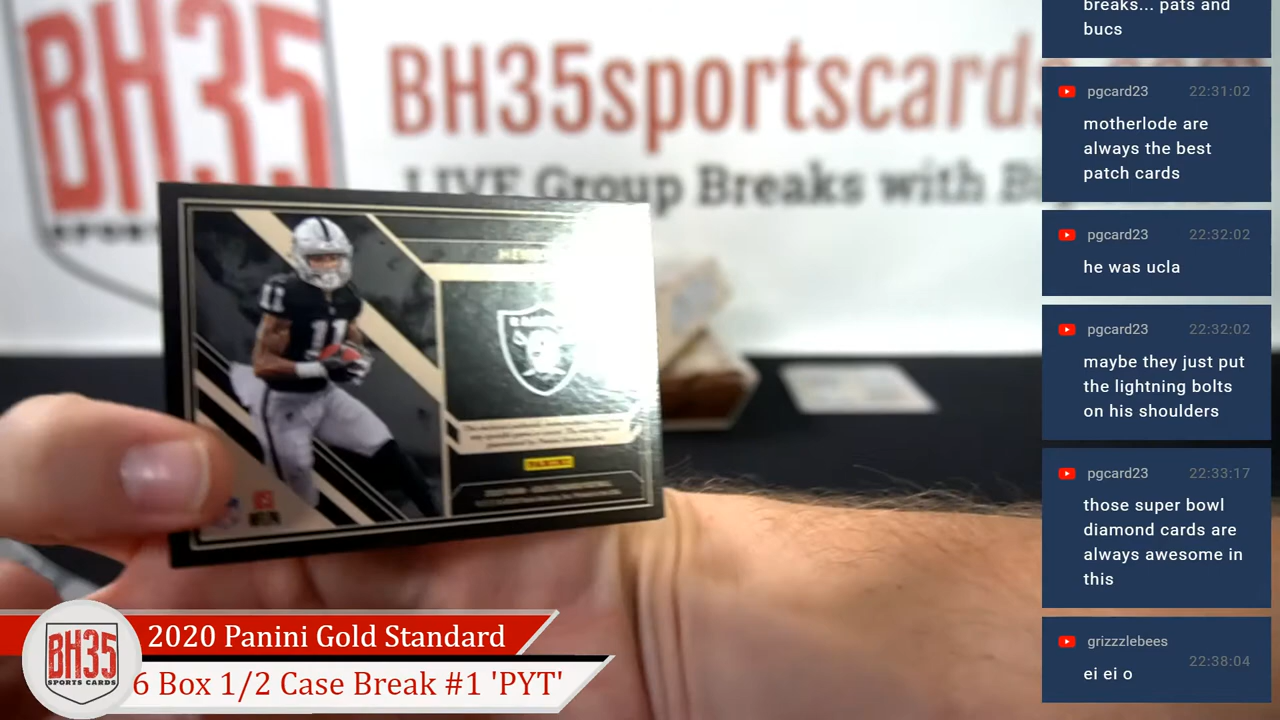 BH35
BH35sportscards.com
LIVE Group Breaks with
11
11
PANINI
BH35
SPORTS CARDS
2020 Panini Gold Standard
6 Box 1/2 Case Break #1 'PYT'
breaks... pats and
bucs
pgcard23 22:31:02
motherlode are
always the best
patch cards
pgcard23 22:32:02
he was ucla
pgcard23 22:32:02
maybe they just put
the lightning bolts
on his shoulders
pgcard23 22:33:17
those super bowl
diamond cards are
always awesome in
this
grizzzlebees
22:38:04
ei ei o